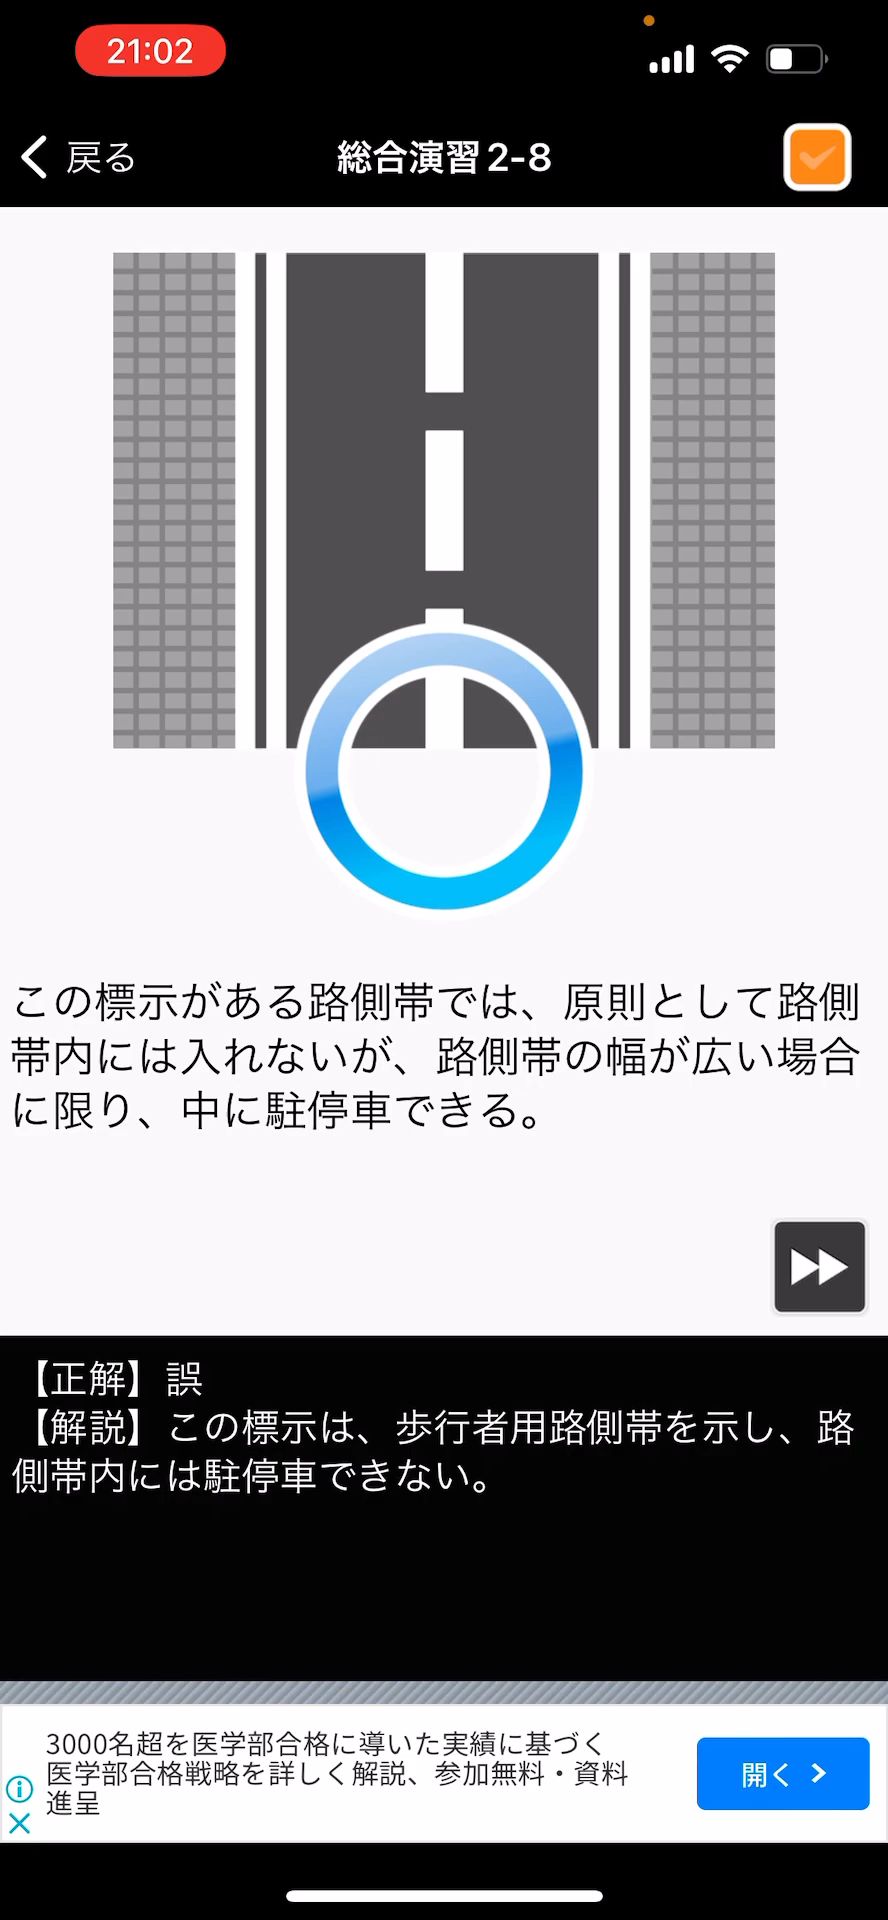 21:02
戻る
総合演習2-8
この標示がある路側帯では、原則として路側
帯内には入れないが、路側帯の幅が広い場合
に限り、中に駐停車できる。
【正解】誤
【解説】この標示は、歩行者用路側帯を示し、路
側帯内には駐停車できない。
3000名超を医学部合格に導いた実績に基づく
医学部合格戦略を詳しく解説、参加無料・資料
進呈
開く